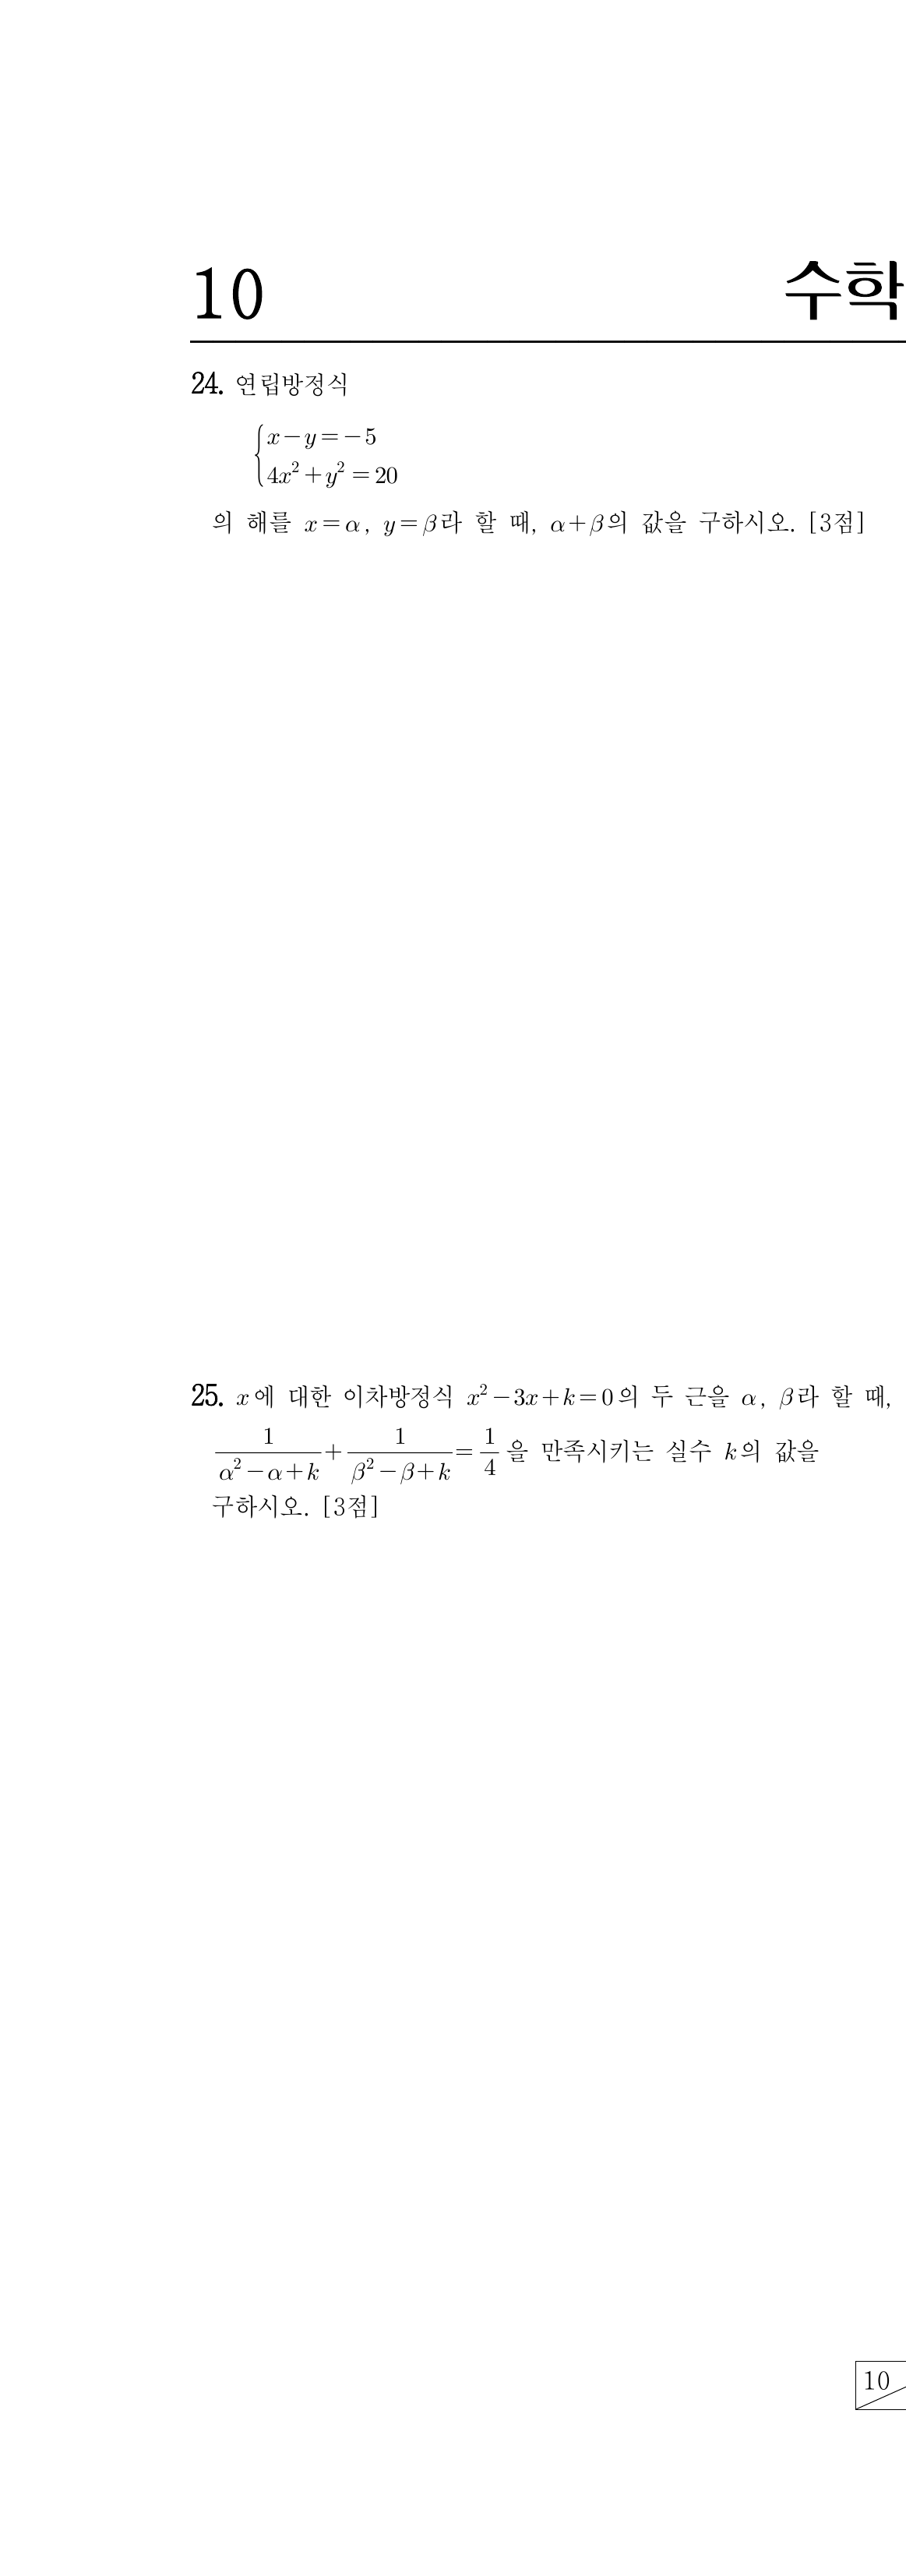 10
수학
24. 연립방정식
x-y=-5
4x²+y²=20
의 해를 x=α, y=β라 할 때, α+β의 값을 구하시오. [3점]
25. x에 대한 이차방정식 x²-3x+k=0의 두 근을 α, β라 할 때,
1/(α²-α+k) + 1/(β²-β+k) = 1/4 을 만족시키는 실수 k의 값을
구하시오. [3점]
10